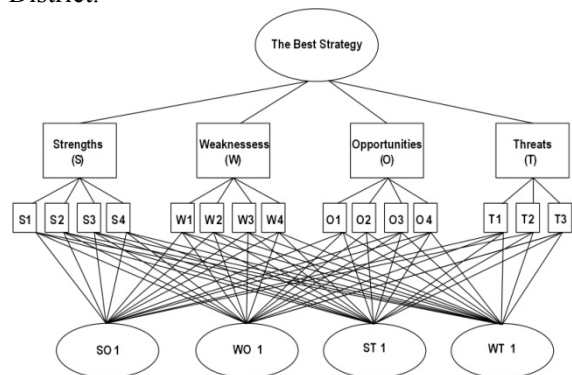 District.
The Best Strategy
Strengths (S)
Weaknessess (W)
Opportunities (O)
Threats (T)
S1 S2 S3 S4 W1 W2 W3 W4 O1 O2 O3 O4 T1 T2 T3
SO 1 WO 1 ST 1 WT 1